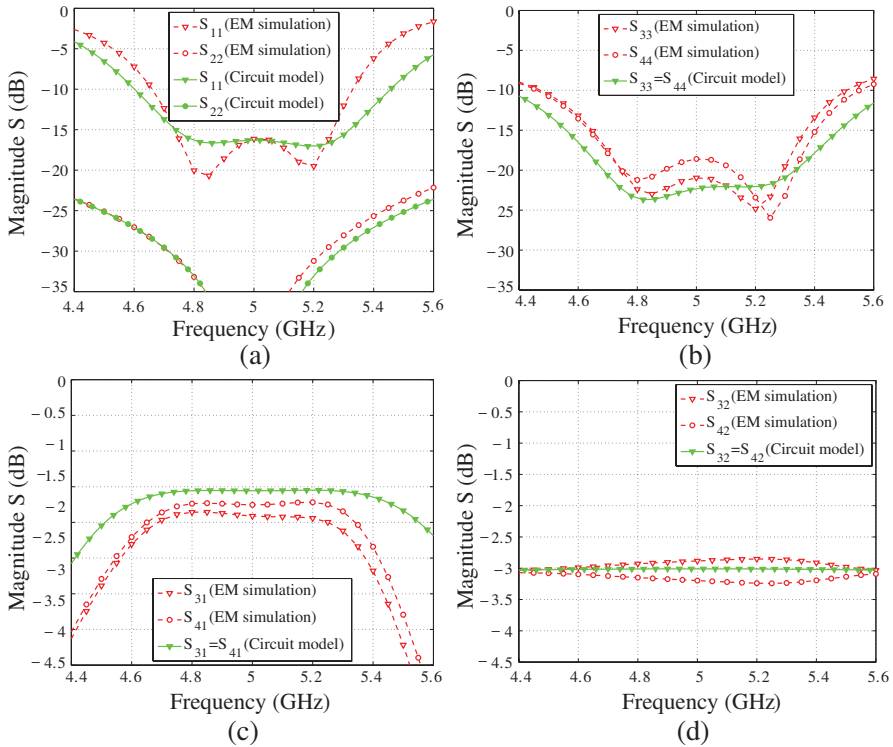 0
−5
−10
−15
−20
−25
−30
−35
Magnitude S (dB)
S11(EM simulation)
S22(EM simulation)
S11(Circuit model)
S22(Circuit model)
4.4 4.6 4.8 5 5.2 5.4 5.6
Frequency (GHz)
(a)
0
−5
−10
−15
−20
−25
−30
−35
Magnitude S (dB)
S33(EM simulation)
S44(EM simulation)
S33=S44(Circuit model)
4.4 4.6 4.8 5 5.2 5.4 5.6
Frequency (GHz)
(b)
0
− 0.5
− 1
− 1.5
− 2
− 2.5
− 3
− 3.5
− 4
− 4.5
Magnitude S (dB)
S31(EM simulation)
S41(EM simulation)
S31=S41(Circuit model)
4.4 4.6 4.8 5 5.2 5.4 5.6
Frequency (GHz)
(c)
0
− 0.5
− 1
− 1.5
− 2
− 2.5
− 3
− 3.5
− 4
− 4.5
Magnitude S (dB)
S32(EM simulation)
S42(EM simulation)
S32=S42(Circuit model)
4.4 4.6 4.8 5 5.2 5.4 5.6
Frequency (GHz)
(d)